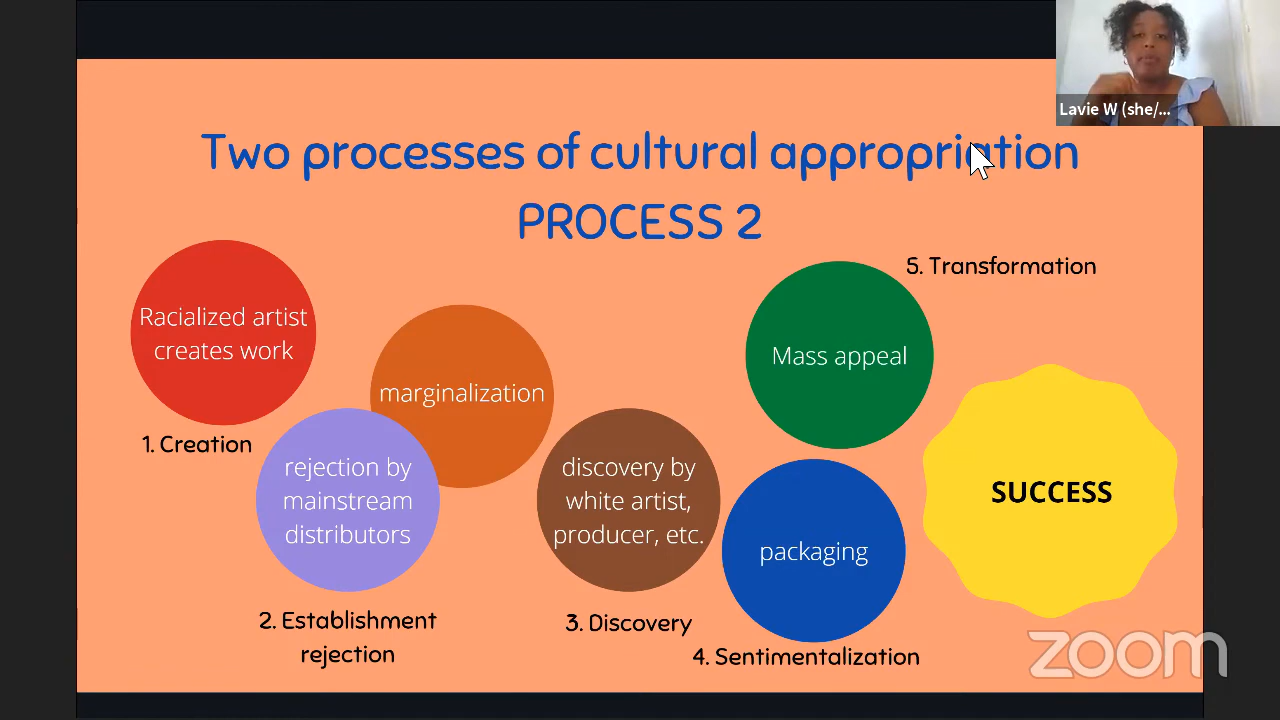 Lavie W (she/...
Two processes of cultural appropriation
PROCESS 2
5. Transformation
Racialized artist
creates work
Mass appeal
marginalization
1. Creation
rejection by
mainstream
distributors
discovery by
white artist,
producer, etc.
SUCCESS
packaging
2. Establishment
rejection
3. Discovery
4. Sentimentalization
zoom